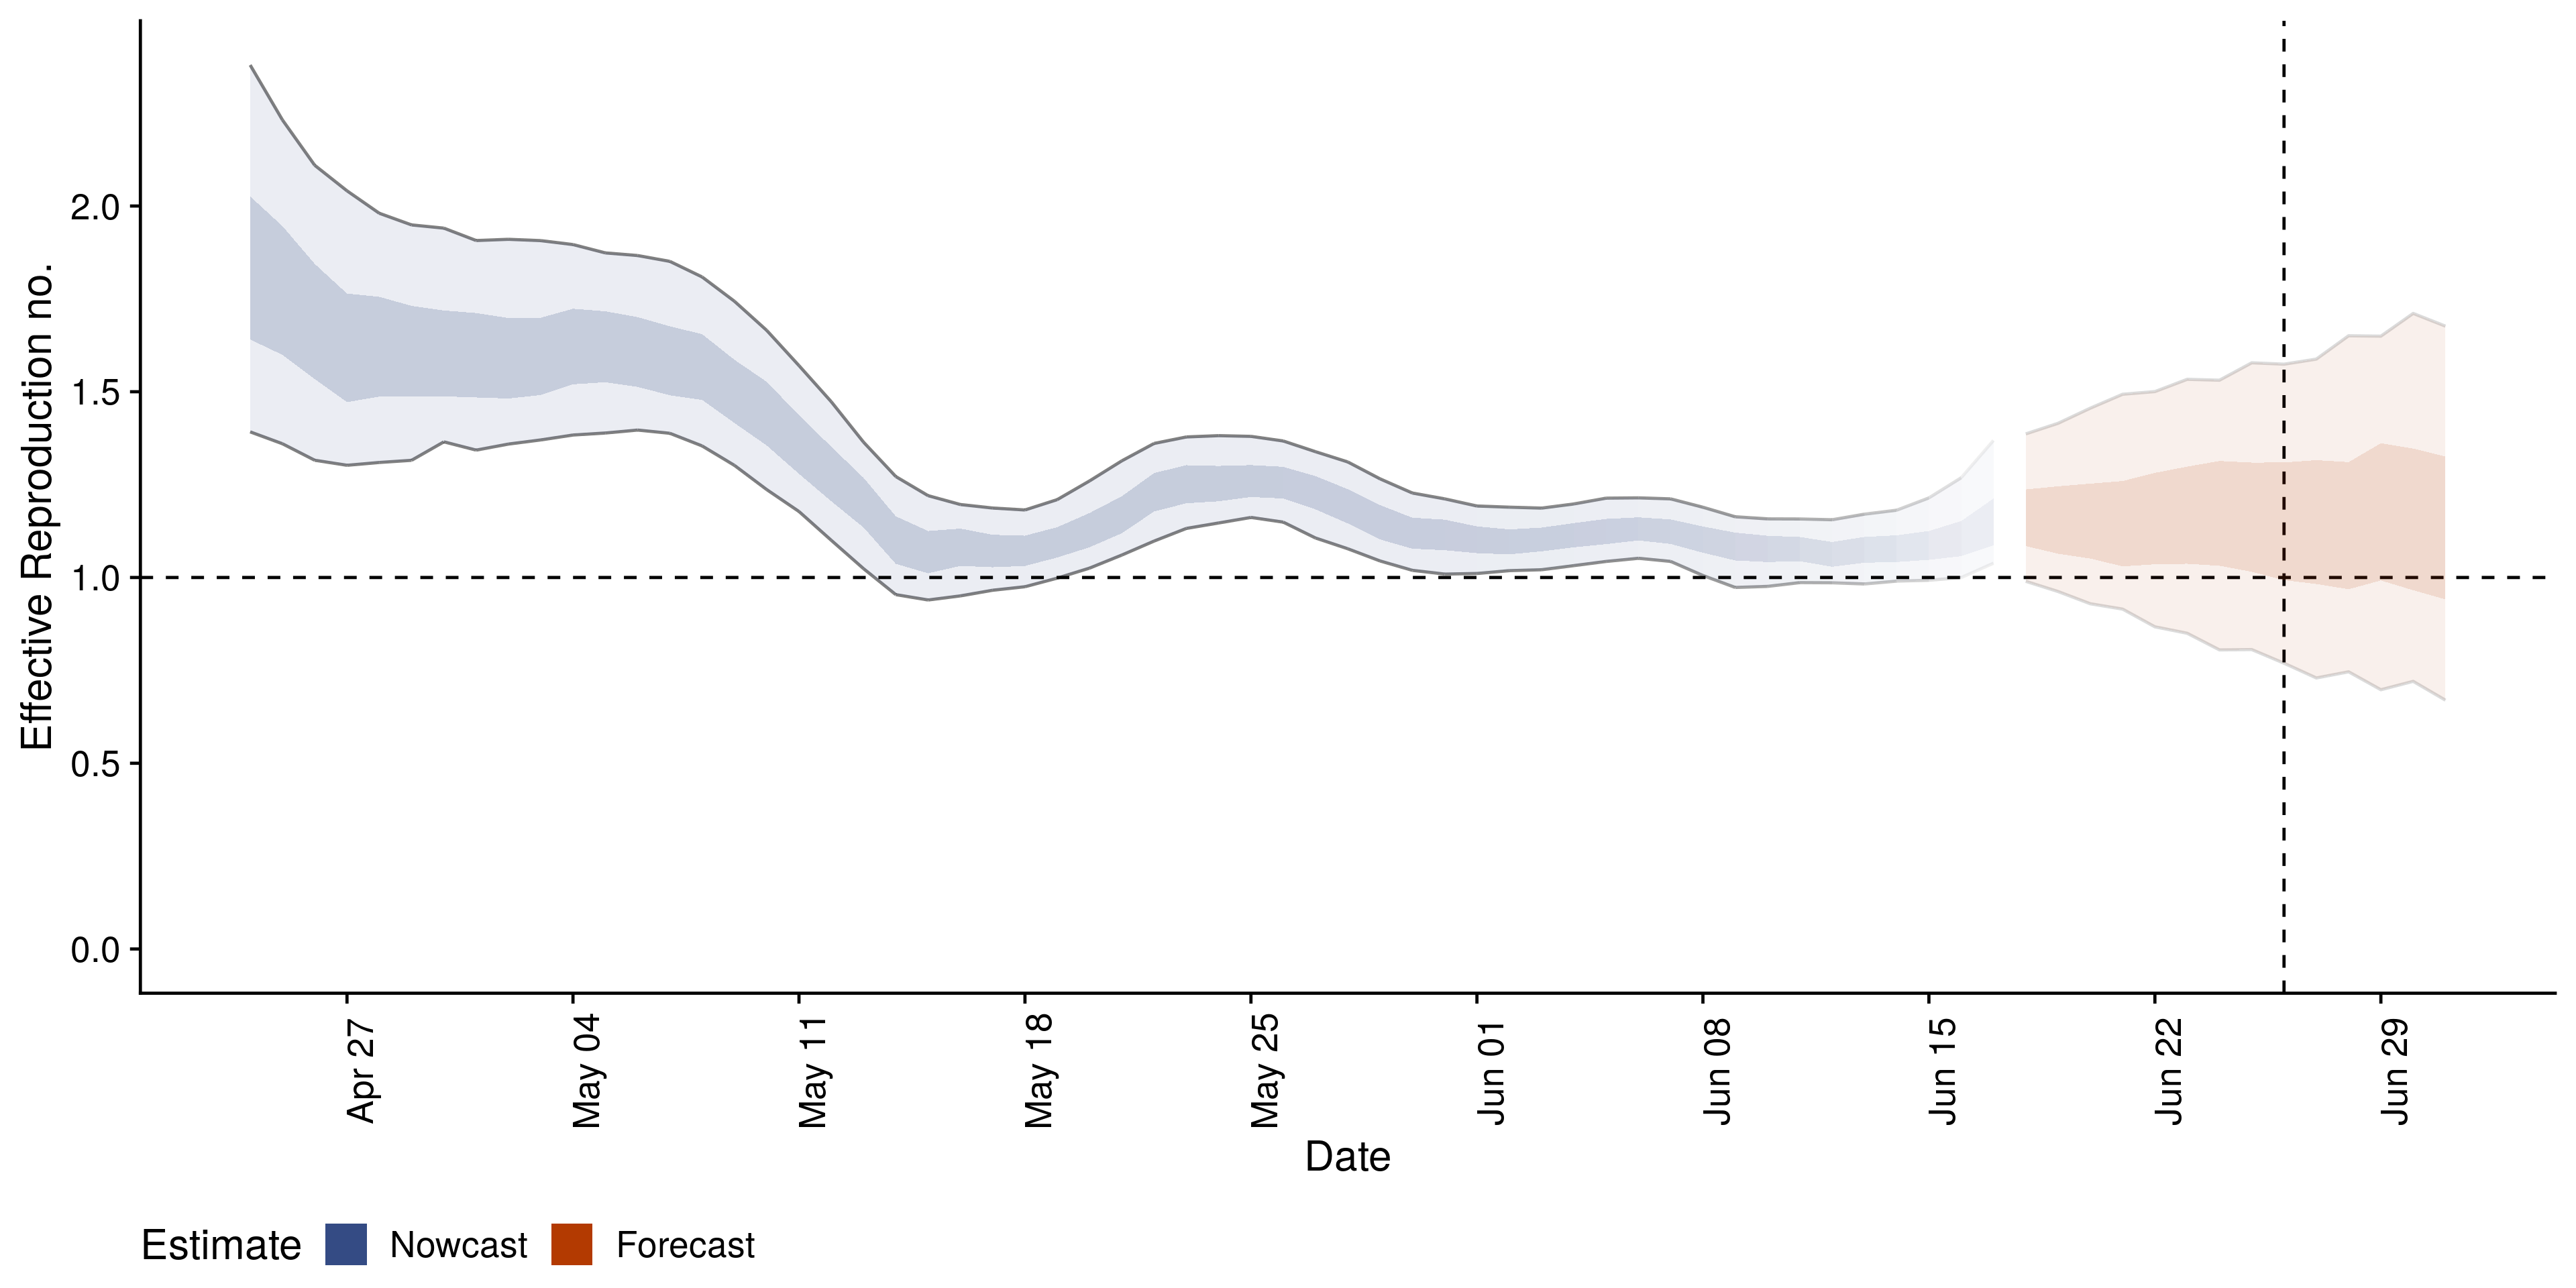 Effective Reproduction no.
2.0
1.5
1.0
0.5
0.0
Apr 27
May 04
May 11
May 18
May 25
Jun 01
Jun 08
Jun 15
Jun 22
Jun 29
Date
Estimate Nowcast Forecast